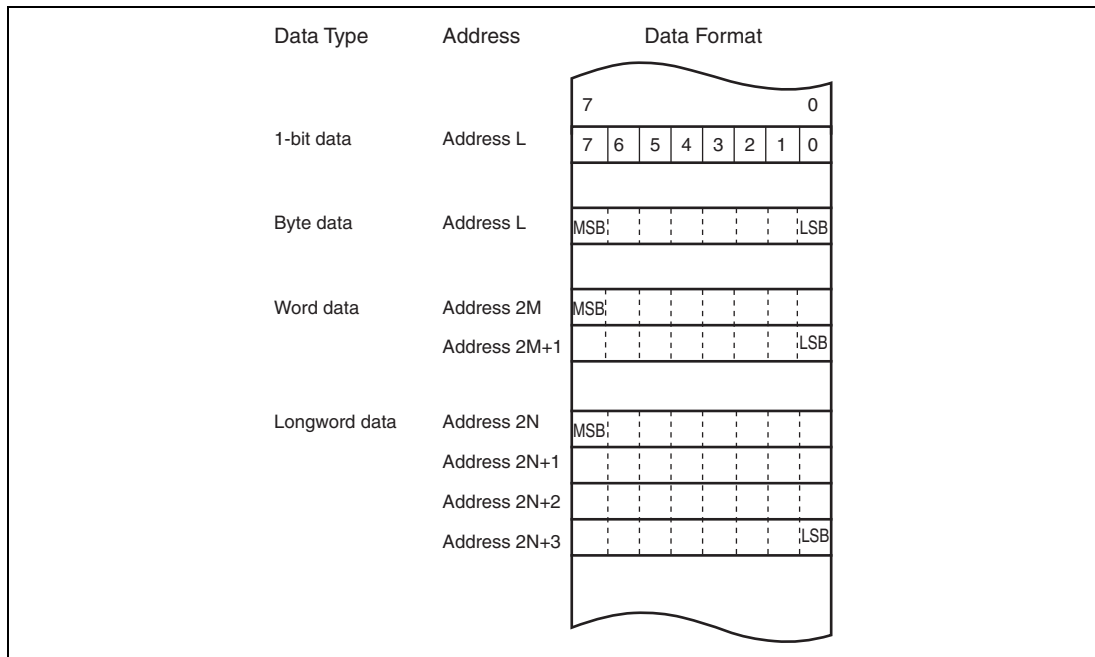 Data Type Address Data Format
7 0
1-bit data Address L 7 6 5 4 3 2 1 0
Byte data Address L MSB LSB
Word data Address 2M MSB
Address 2M+1 LSB
Longword data Address 2N MSB
Address 2N+1
Address 2N+2
Address 2N+3 LSB